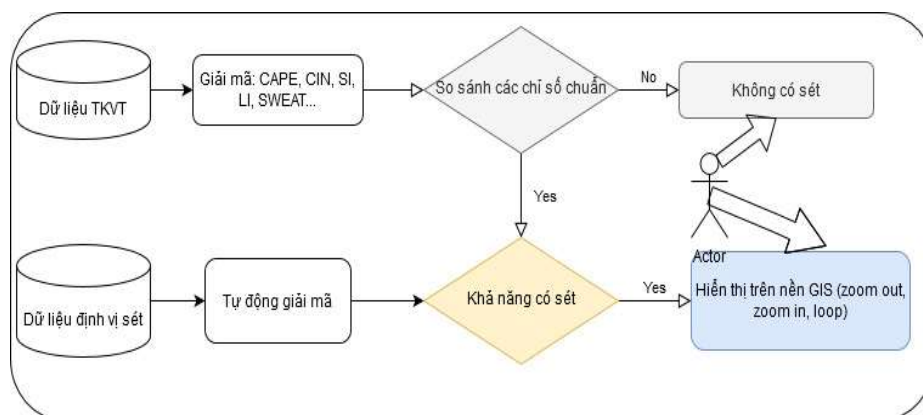 Dữ liệu TKVT
Giải mã: CAPE, CIN, SI,
LI, SWEAT...
So sánh các chỉ số chuẩn
No
Không có sét
Yes
Actor
Dữ liệu định vị sét
Tự động giải mã
Khả năng có sét
Yes
Hiển thị trên nền GIS (zoom out,
zoom in, loop)